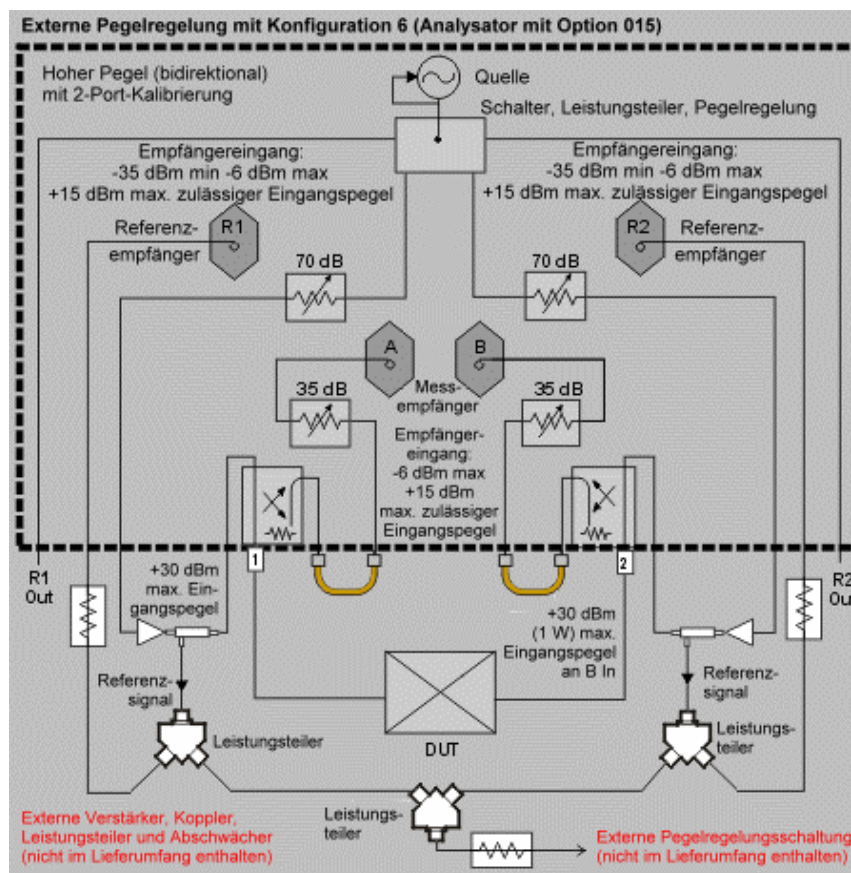 Externe Pegelregelung mit Konfiguration 6 (Analysator mit Option 015)
Hoher Pegel (bidirektional)
mit 2-Port-Kalibrierung
Quelle
Schalter, Leistungsteiler, Pegelregelung
Empfängereingang:
-35 dBm min -6 dBm max
+15 dBm max. zulässiger Eingangspegel
Empfängereingang:
-35 dBm min -6 dBm max
+15 dBm max. zulässiger Eingangspegel
Referenz-
empfänger
R1
R2
Referenz-
empfänger
70 dB
70 dB
A
B
Mess-
empfänger
35 dB
35 dB
Empfänger-
eingang:
-6 dBm max
+15 dBm
max. zulässiger
Eingangspegel
1
2
R1
Out
+30 dBm
max. Ein-
gangspegel
+30 dBm
(1 W) max.
Eingangspegel
an B In
R2
Ou
Referenz-
signal
Referenz-
signal
Leistungsteiler
DUT
Leistungs-
teiler
Leistungs-
teiler
Externe Verstärker, Koppler,
Leistungsteiler und Abschwächer
(nicht im Lieferumfang enthalten)
Externe Pegelregelungsschaltung
(nicht im Lieferumfang enthalten)